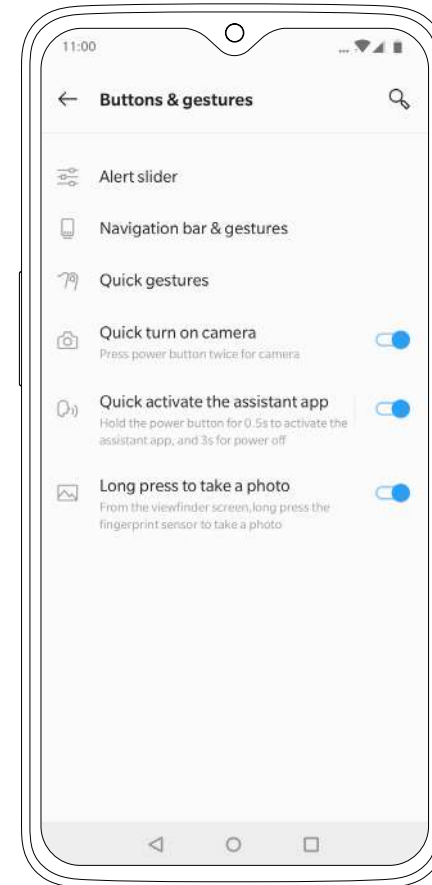 11:00
...
Buttons & gestures
Alert slider
Navigation bar & gestures
Quick gestures
Quick turn on camera
Press power button twice for camera
Quick activate the assistant app
Hold the power button for 0.5s to activate the
assistant app, and 3s for power off
Long press to take a photo
From the viewfinder screen,long press the
fingerprint sensor to take a photo